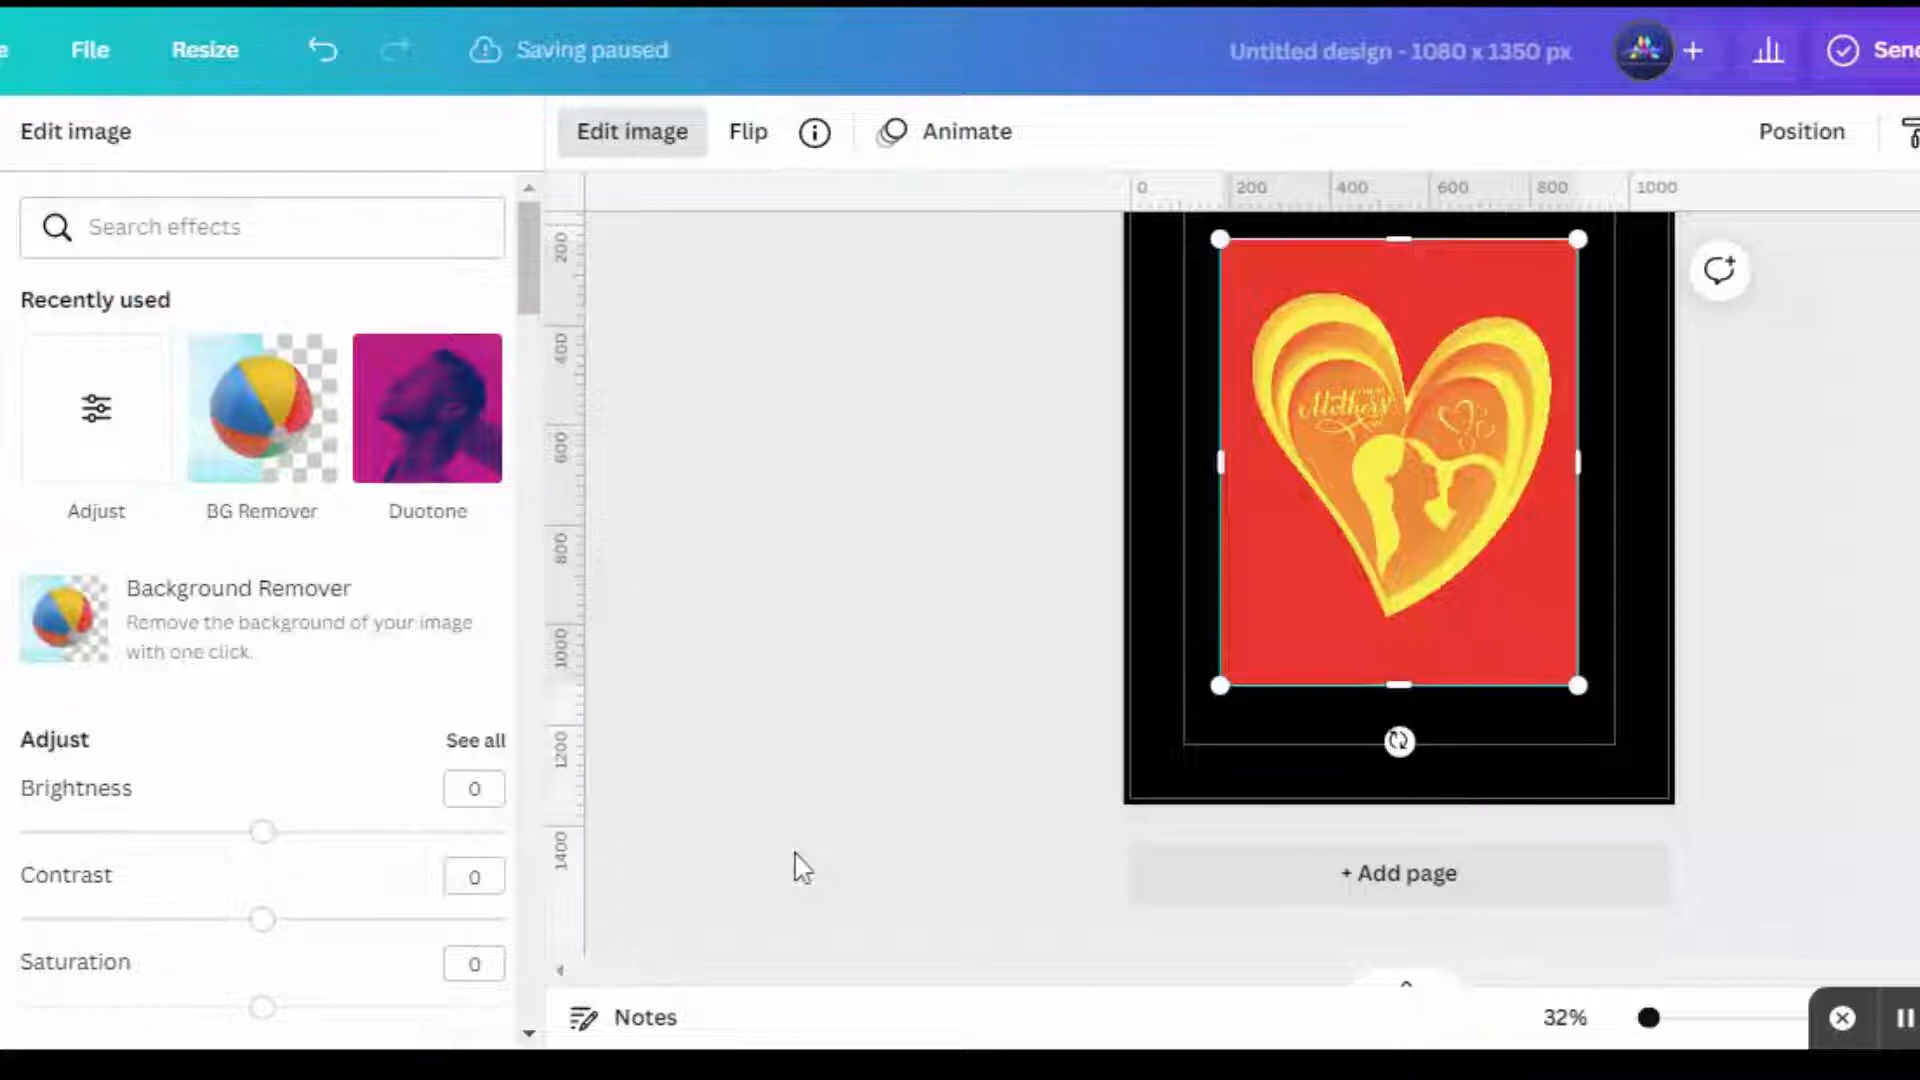 File Resize Saving paused Untitled design - 1080 x 1350 px
Edit image Edit image Flip Animate Position
Search effects
0 200 400 600 800 1000
200
400
600
800
1000
1200
1400
Recently used
Adjust BG Remover Duotone
Background Remover
Remove the background of your image
with one click.
Adjust See all
Brightness 0
Contrast 0
Saturation 0
Mothers
+ Add page
Notes 32%